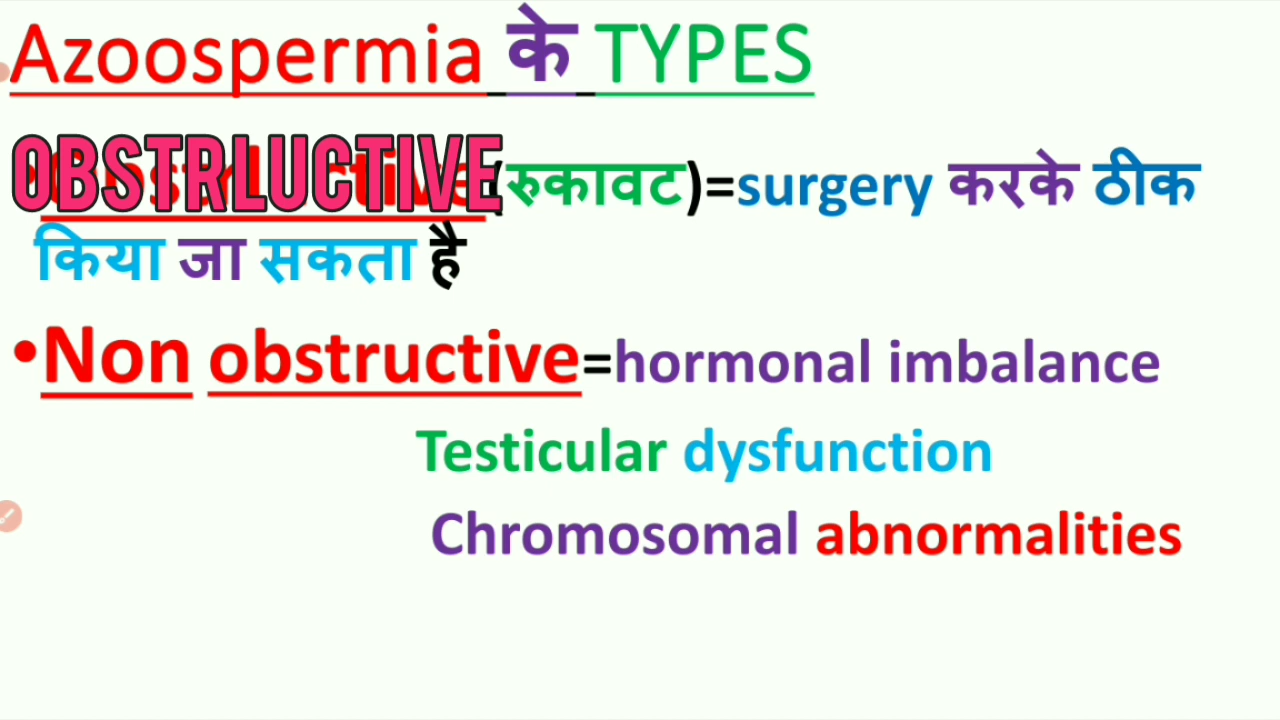 Azoospermia के TYPES
OBSTRLUCTIVE (रुकावट)=surgery करके ठीक
किया जा सकता है
•Non obstructive=hormonal imbalance
Testicular dysfunction
Chromosomal abnormalities